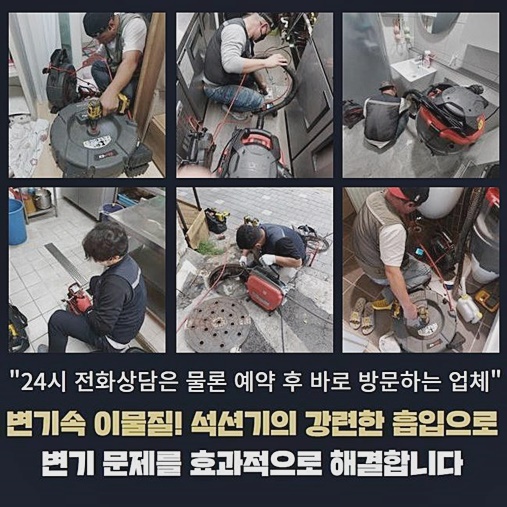 "24시 전화상담은 물론 예약 후 바로 방문하는 업체"
변기속 이물질! 석션기의 강련한 흡입으로
변기 문제를 효과적으로 해결합니다